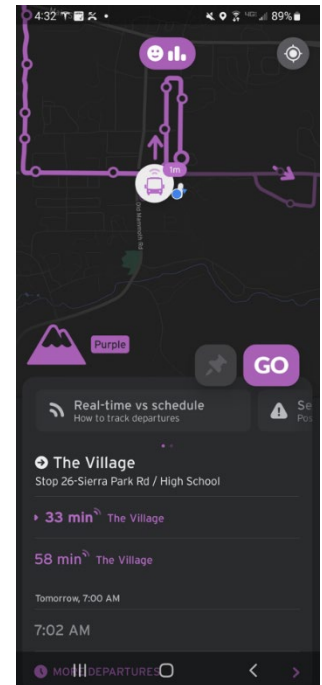 4:32
89%
1m
Old Mammoth Rd
Purple
GO
Real-time vs schedule
How to track departures
Se
Pos
The Village
Stop 26-Sierra Park Rd / High School
33 min The Village
58 min The Village
Tomorrow, 7:00 AM
7:02 AM
MORE DEPARTURES